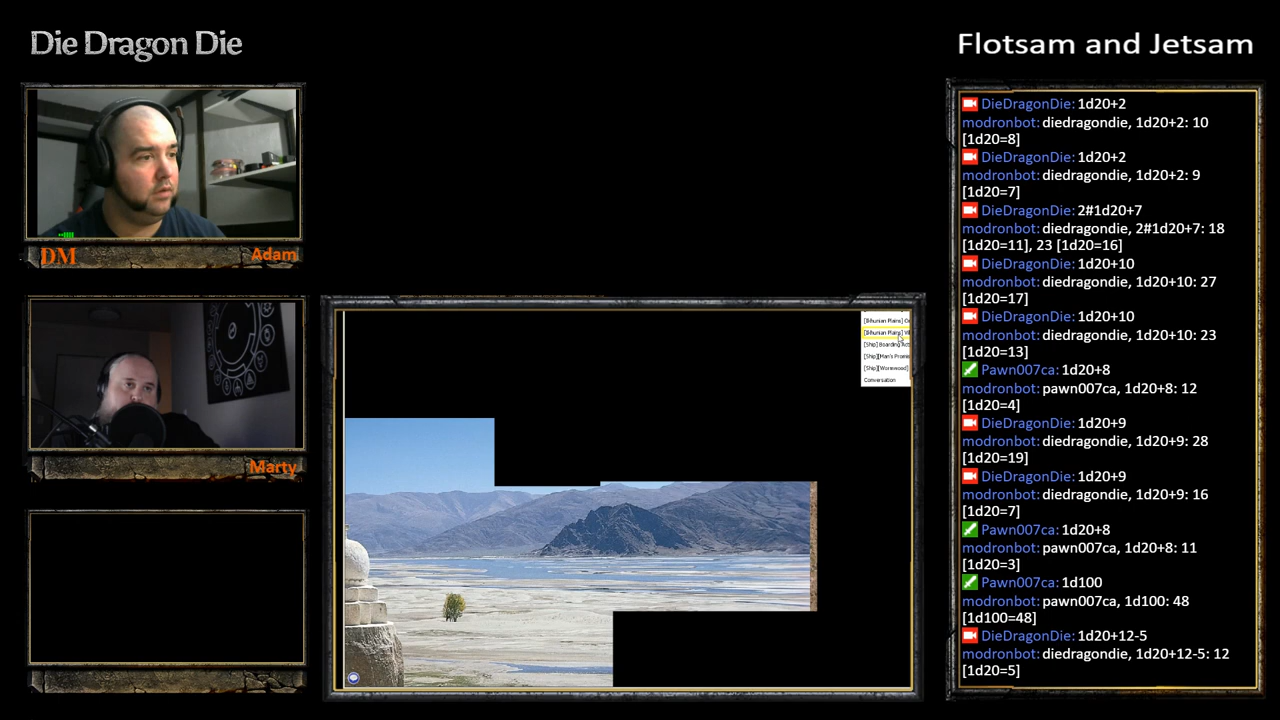 Die Dragon Die
Flotsam and Jetsam
DM
Adam
Marty
[Ship]
[Ship]
Conversation
DieDragonDie: 1d20+2
modronbot: diedragondie, 1d20+2: 10
[1d20=8]
DieDragonDie: 1d20+2
modronbot: diedragondie, 1d20+2: 9
[1d20=7]
DieDragonDie: 2#1d20+7
modronbot: diedragondie, 2#1d20+7: 18
[1d20=11], 23 [1d20=16]
DieDragonDie: 1d20+10
modronbot: diedragondie, 1d20+10: 27
[1d20=17]
DieDragonDie: 1d20+10
modronbot: diedragondie, 1d20+10: 23
[1d20=13]
Pawn007ca: 1d20+8
modronbot: pawn007ca, 1d20+8: 12
[1d20=4]
DieDragonDie: 1d20+9
modronbot: diedragondie, 1d20+9: 28
[1d20=19]
DieDragonDie: 1d20+9
modronbot: diedragondie, 1d20+9: 16
[1d20=7]
Pawn007ca: 1d20+8
modronbot: pawn007ca, 1d20+8: 11
[1d20=3]
Pawn007ca: 1d100
modronbot: pawn007ca, 1d100: 48
[1d100=48]
DieDragonDie: 1d20+12-5
modronbot: diedragondie, 1d20+12-5: 12
[1d20=5]